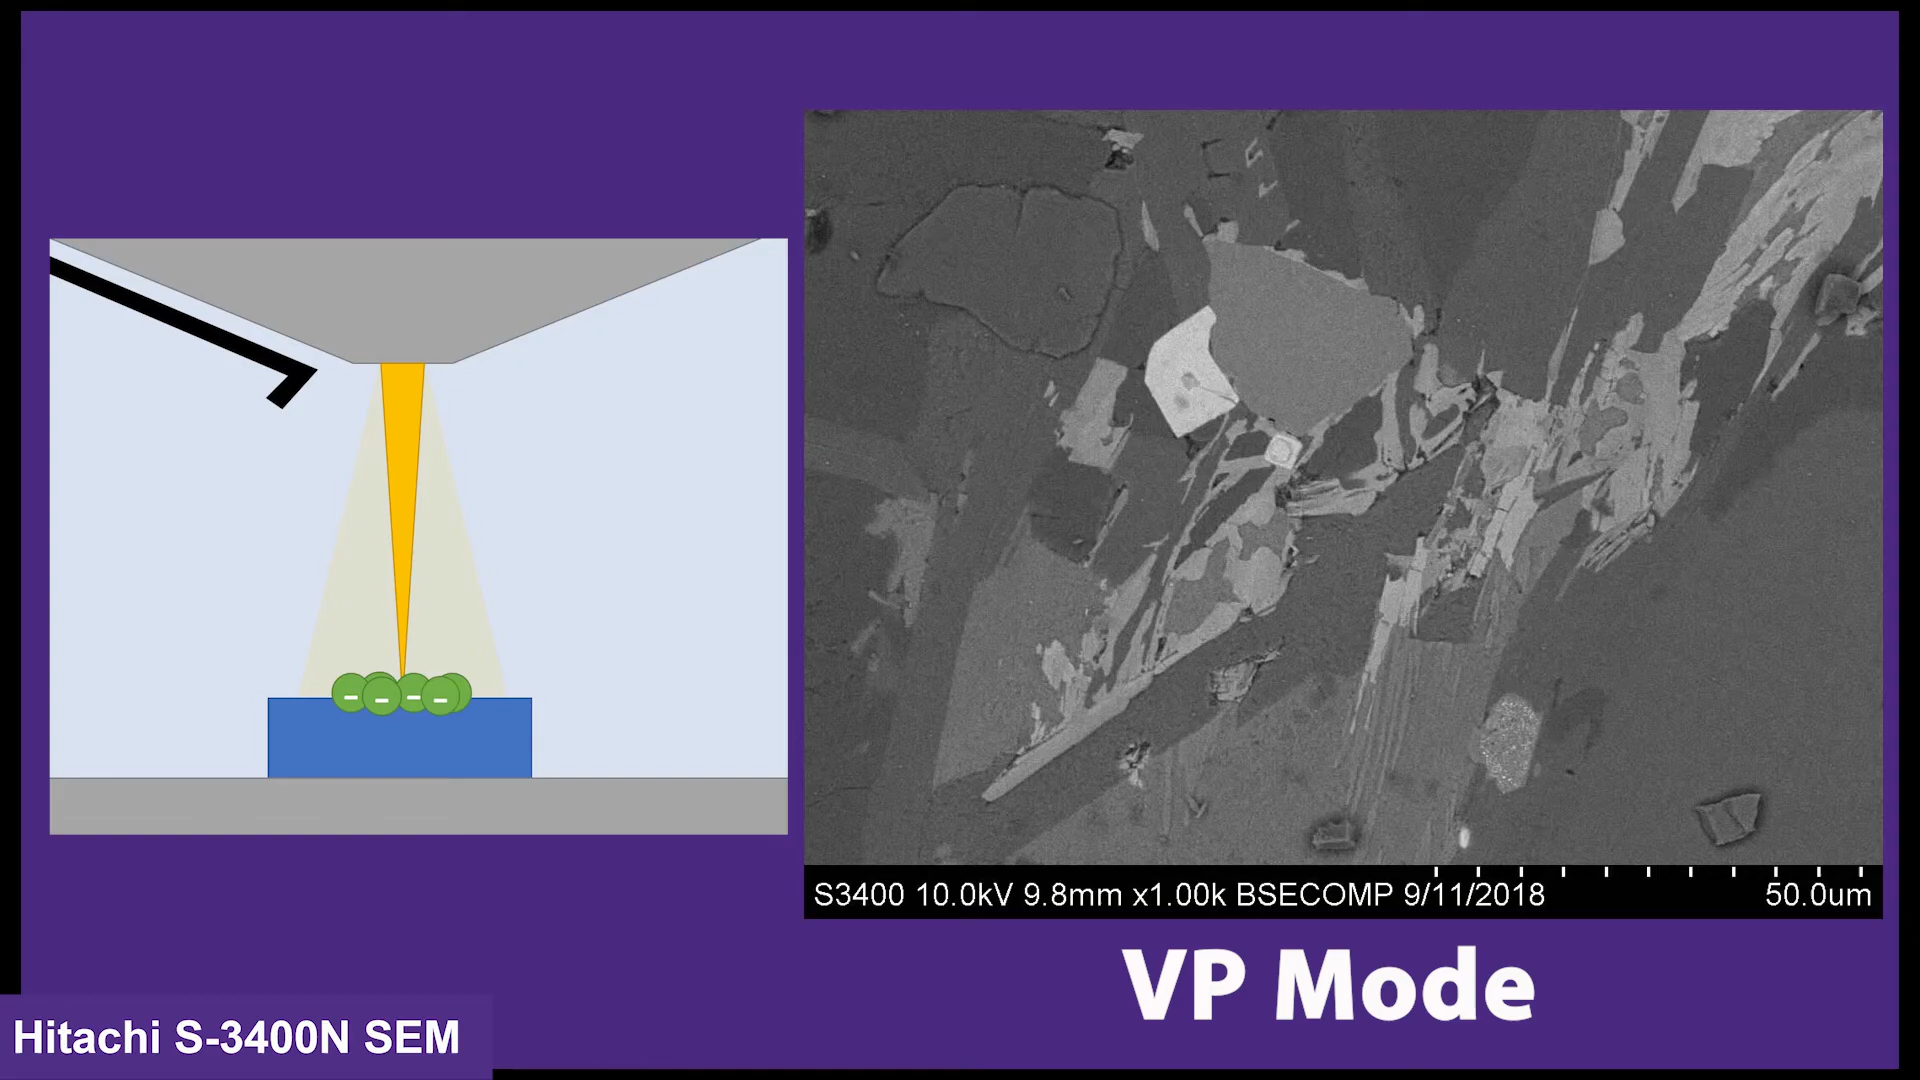 S3400 10.0kV 9.8mm x1.00k BSECOMP 9/11/2018 50.0um
VP Mode
Hitachi S-3400N SEM